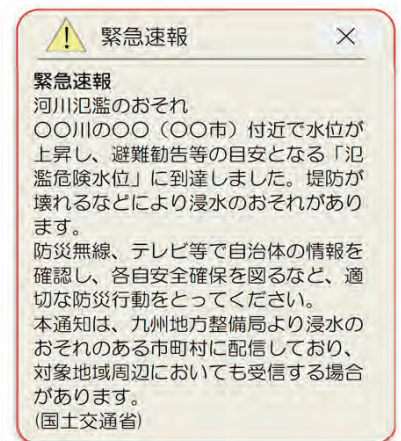 緊急速報
緊急速報
河川氾濫のおそれ
〇〇川の〇〇（〇〇市）付近で水位が
上昇し、避難勧告等の目安となる「氾
濫危険水位」に到達しました。堤防が
壊れるなどにより浸水のおそれがあり
ます。
防災無線、テレビ等で自治体の情報を
確認し、各自安全確保を図るなど、適
切な防災行動をとってください。
本通知は、九州地方整備局より浸水の
おそれのある市町村に配信しており、
対象地域周辺においても受信する場合
があります。
(国土交通省)